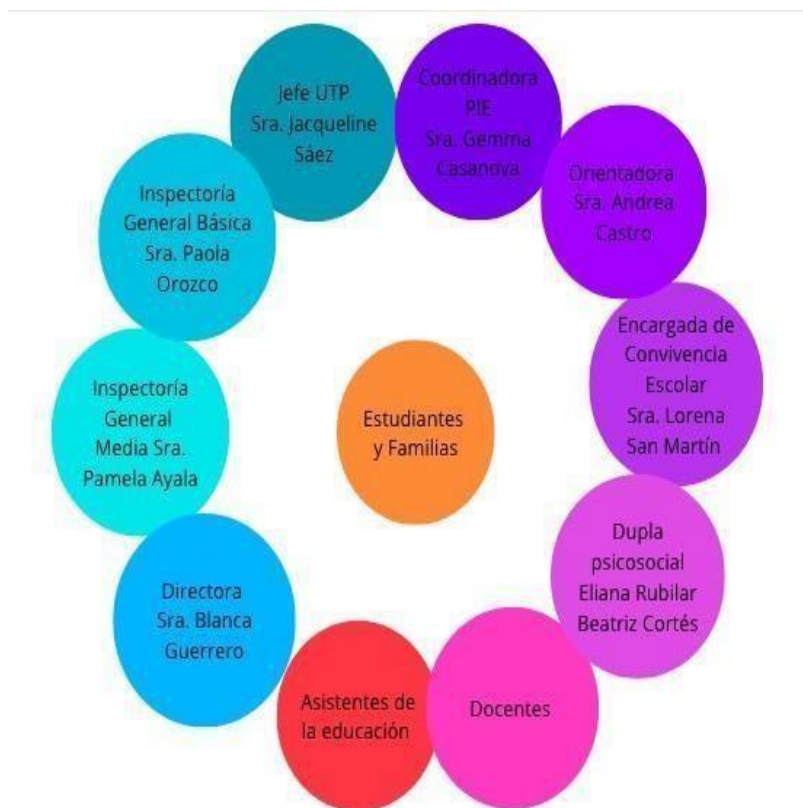 Jefe UTP
Sra. Jacqueline
Sáez
Coordinadora
PIE
Sra. Gemma
Casanova
Orientadora
Sra. Andrea
Castro
Encargada de
Convivencia
Escolar
Sra. Lorena
San Martín
Dupla
psicosocial
Eliana Rubilar
Beatriz Cortés
Docentes
Asistentes de
la educación
Directora
Sra. Blanca
Guerrero
Inspectoría
General
Media Sra.
Pamela Ayala
Inspectoría
General Básica
Sra. Paola
Orozco
Estudiantes
y Familias